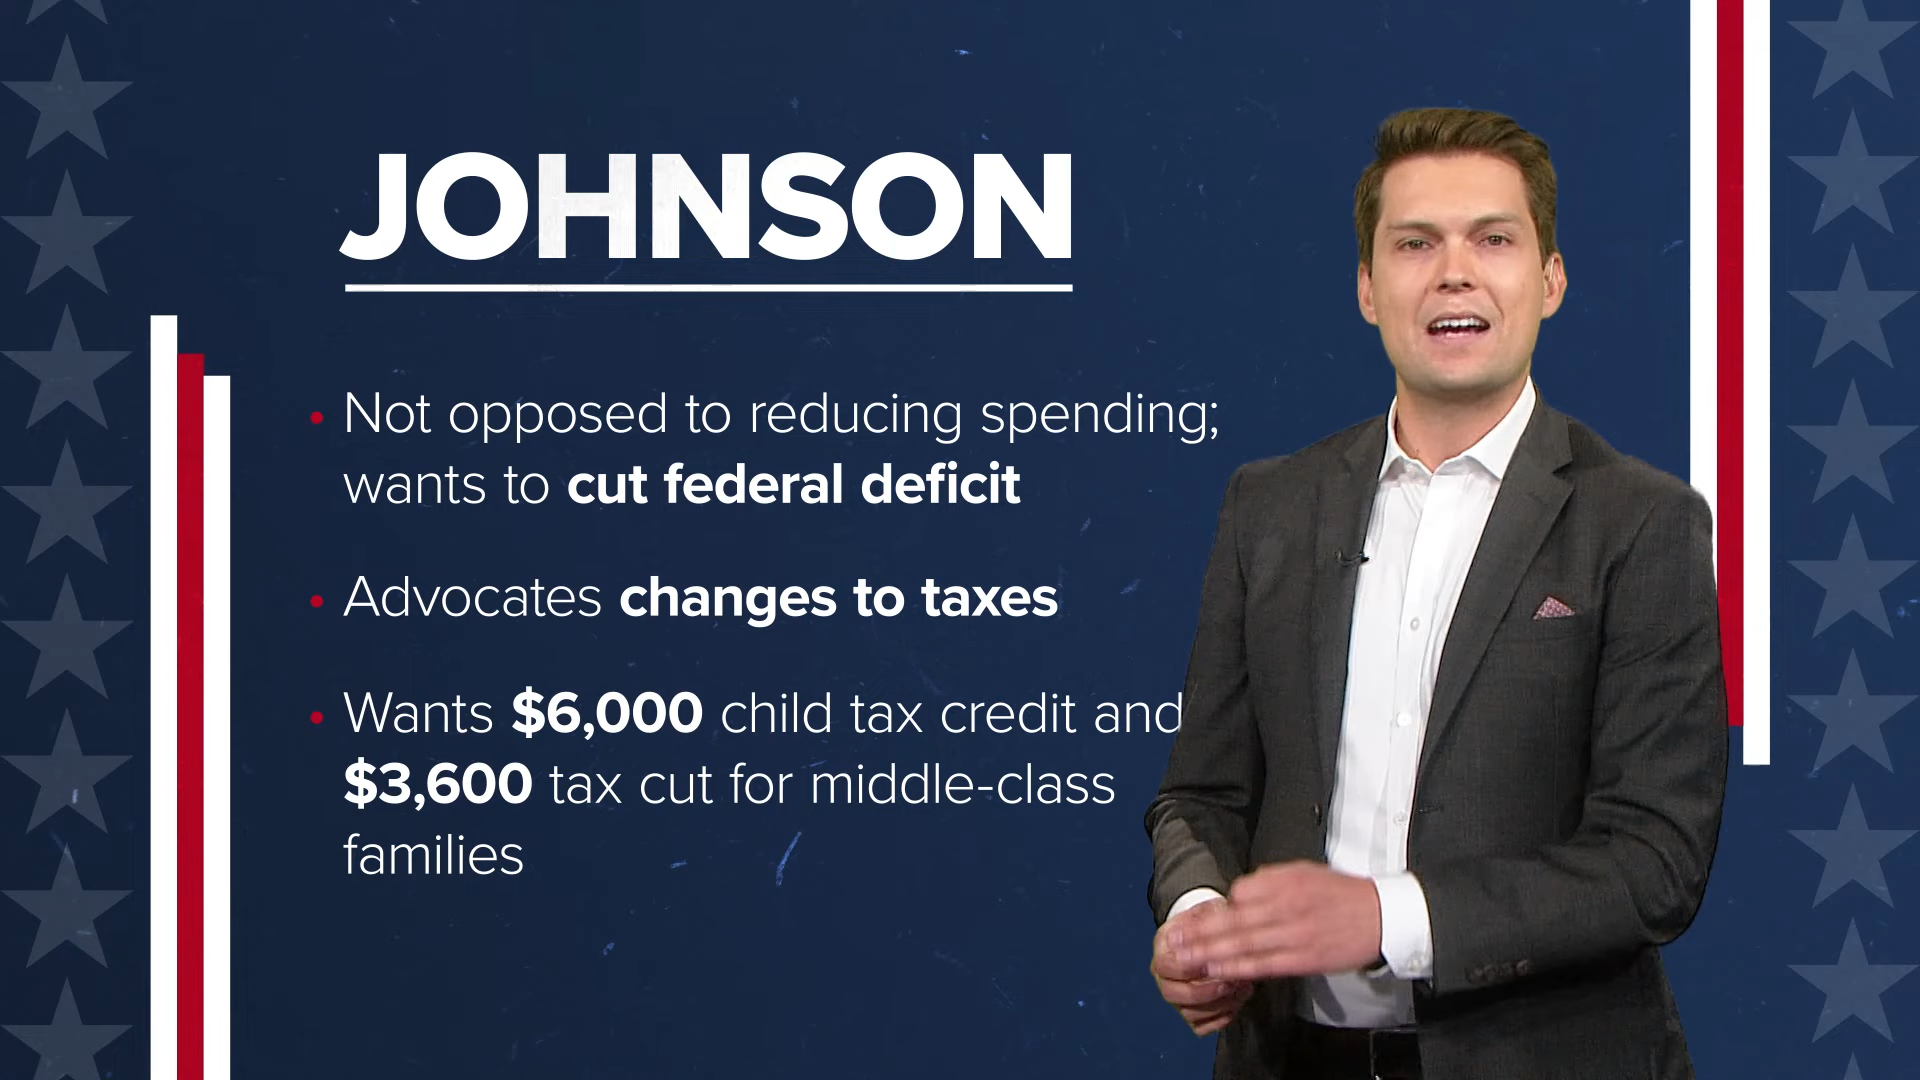 JOHNSON
• Not opposed to reducing spending;
wants to cut federal deficit
• Advocates changes to taxes
• Wants $6,000 child tax credit and
$3,600 tax cut for middle-class
families